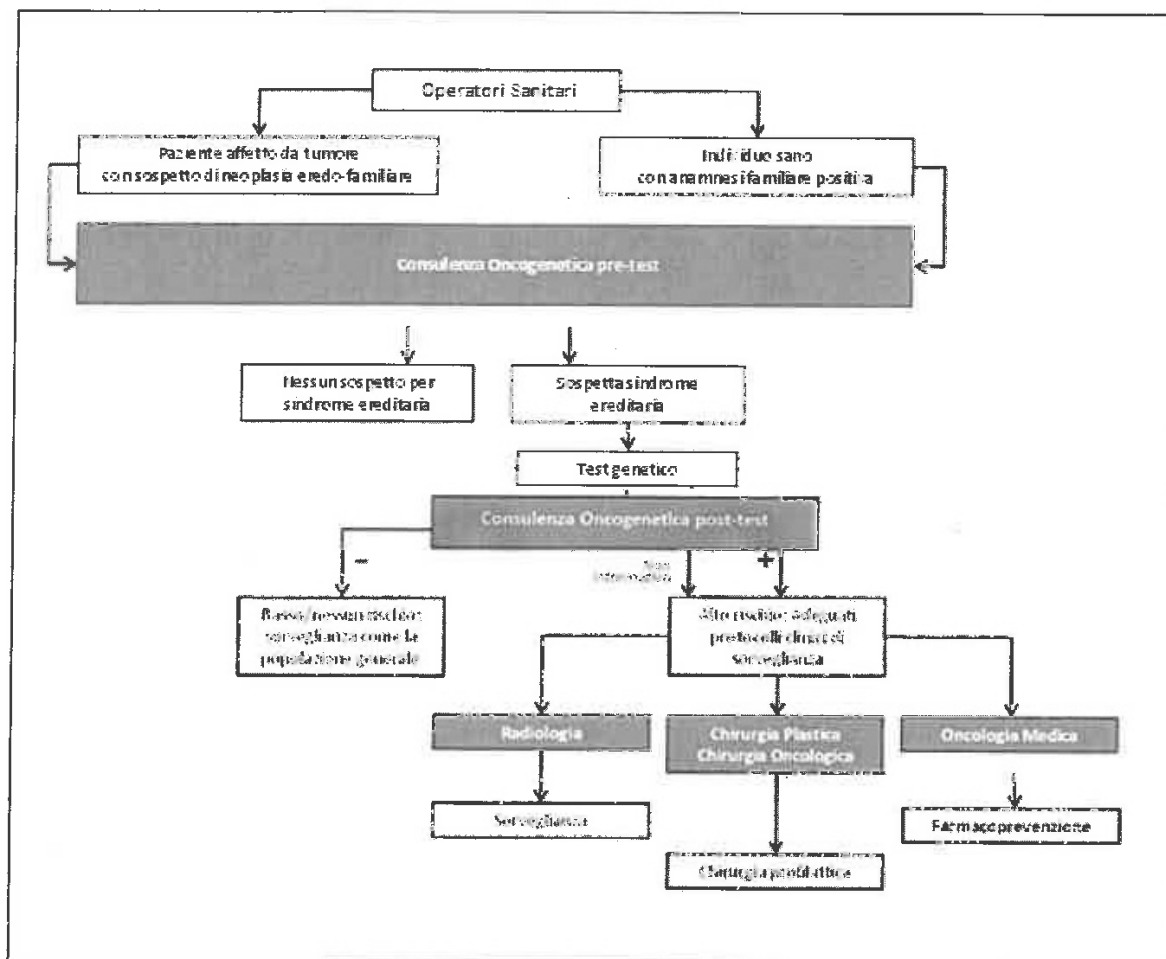 Operatori Sanitari
Paziente affetto da tumore
con sospetto di neoplasia eredo-familiare
Individuo sano
con anamnesi familiare positiva
Consulenza Oncogenetica pre-test
Nessun sospetto per
sindrome ereditaria
Sospetta sindrome
ereditaria
Test genetico
Consulenza Oncogenetica post-test
–
+
Basso/nessun rischio:
sorveglianza come la
popolazione generale
Alto rischio: adeguati
protocolli clinici di
sorveglianza
Radiologia
Chirurgia Plastica
Chirurgia Oncologica
Oncologia Medica
Sorveglianza
Farmacoprevenzione
Chirurgia profilattica